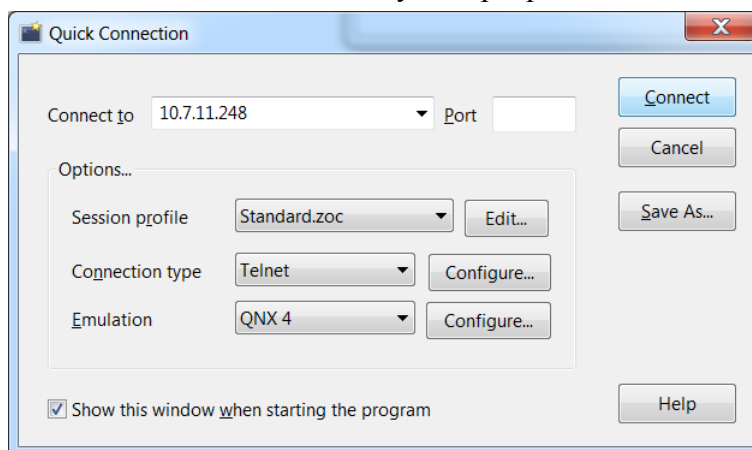 Quick Connection
Connect to 10.7.11.248 Port Connect
Cancel
Options...
Session profile Standard.zoc Edit... Save As...
Connection type Telnet Configure...
Emulation QNX 4 Configure...
Show this window when starting the program Help